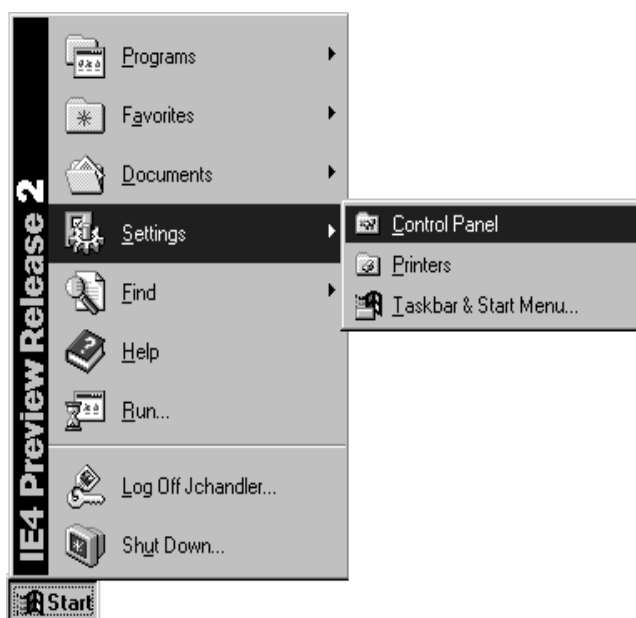 IE4 Preview Release 2
Programs
Favorites
Documents
Settings
Find
Help
Run...
Log Off Jchandler...
Shut Down...
Control Panel
Printers
Taskbar & Start Menu...
Start